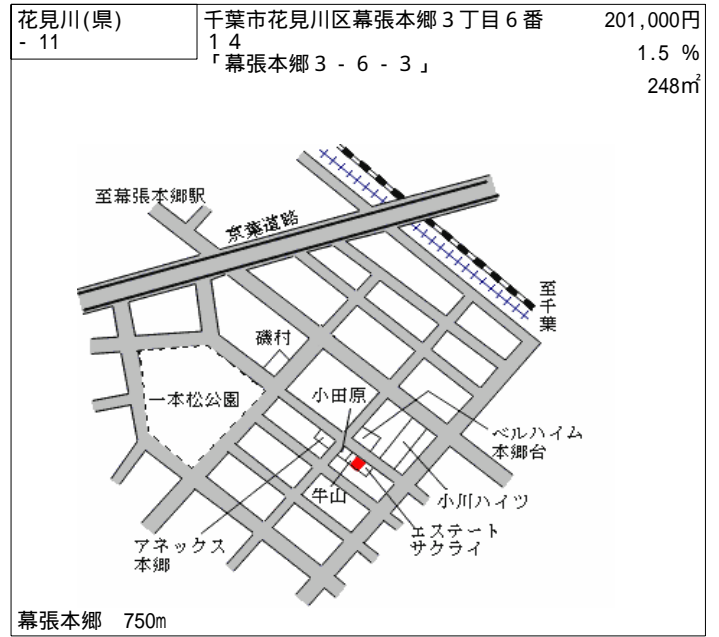 花見川(県)
- 11
千葉市花見川区幕張本郷３丁目６番
１４
「幕張本郷３－６－３」
201,000円
1.5 %
248㎡
至幕張本郷駅
京葉道路
至千葉
磯村
一本松公園
小田原
ベルハイム
本郷台
牛山
小川ハイツ
エステート
サクライ
アネックス
本郷
幕張本郷 750m